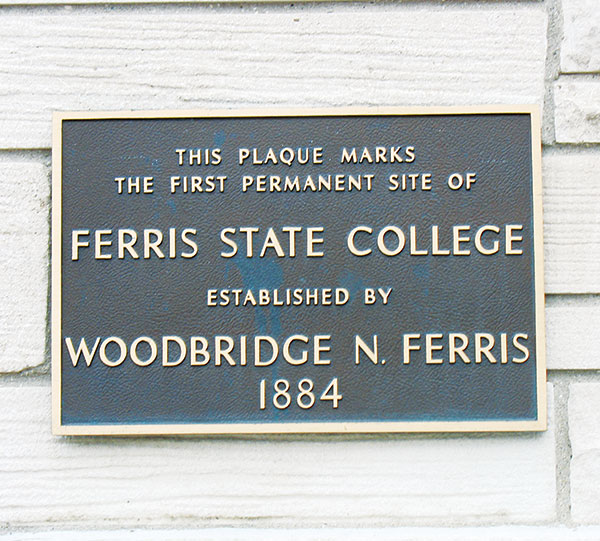 THIS PLAQUE MARKS
THE FIRST PERMANENT SITE OF
FERRIS STATE COLLEGE
ESTABLISHED BY
WOODBRIDGE N. FERRIS
1884